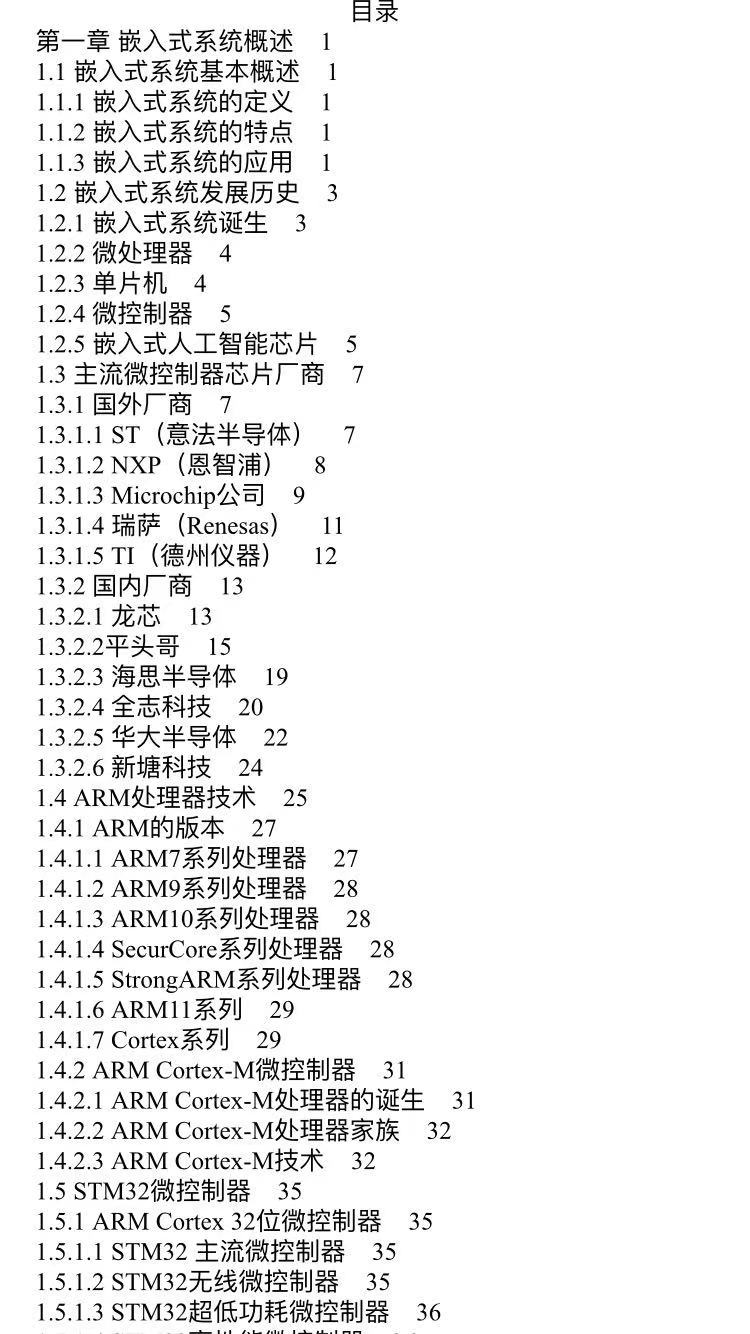 目录
第一章 嵌入式系统概述 1
1.1 嵌入式系统基本概述 1
1.1.1 嵌入式系统的定义 1
1.1.2 嵌入式系统的特点 1
1.1.3 嵌入式系统的应用 1
1.2 嵌入式系统发展历史 3
1.2.1 嵌入式系统诞生 3
1.2.2 微处理器 4
1.2.3 单片机 4
1.2.4 微控制器 5
1.2.5 嵌入式人工智能芯片 5
1.3 主流微控制器芯片厂商 7
1.3.1 国外厂商 7
1.3.1.1 ST（意法半导体） 7
1.3.1.2 NXP（恩智浦） 8
1.3.1.3 Microchip公司 9
1.3.1.4 瑞萨（Renesas） 11
1.3.1.5 TI（德州仪器） 12
1.3.2 国内厂商 13
1.3.2.1 龙芯 13
1.3.2.2平头哥 15
1.3.2.3 海思半导体 19
1.3.2.4 全志科技 20
1.3.2.5 华大半导体 22
1.3.2.6 新塘科技 24
1.4 ARM处理器技术 25
1.4.1 ARM的版本 27
1.4.1.1 ARM7系列处理器 27
1.4.1.2 ARM9系列处理器 28
1.4.1.3 ARM10系列处理器 28
1.4.1.4 SecurCore系列处理器 28
1.4.1.5 StrongARM系列处理器 28
1.4.1.6 ARM11系列 29
1.4.1.7 Cortex系列 29
1.4.2 ARM Cortex-M微控制器 31
1.4.2.1 ARM Cortex-M处理器的诞生 31
1.4.2.2 ARM Cortex-M处理器家族 32
1.4.2.3 ARM Cortex-M技术 32
1.5 STM32微控制器 35
1.5.1 ARM Cortex 32位微控制器 35
1.5.1.1 STM32 主流微控制器 35
1.5.1.2 STM32无线微控制器 35
1.5.1.3 STM32超低功耗微控制器 36